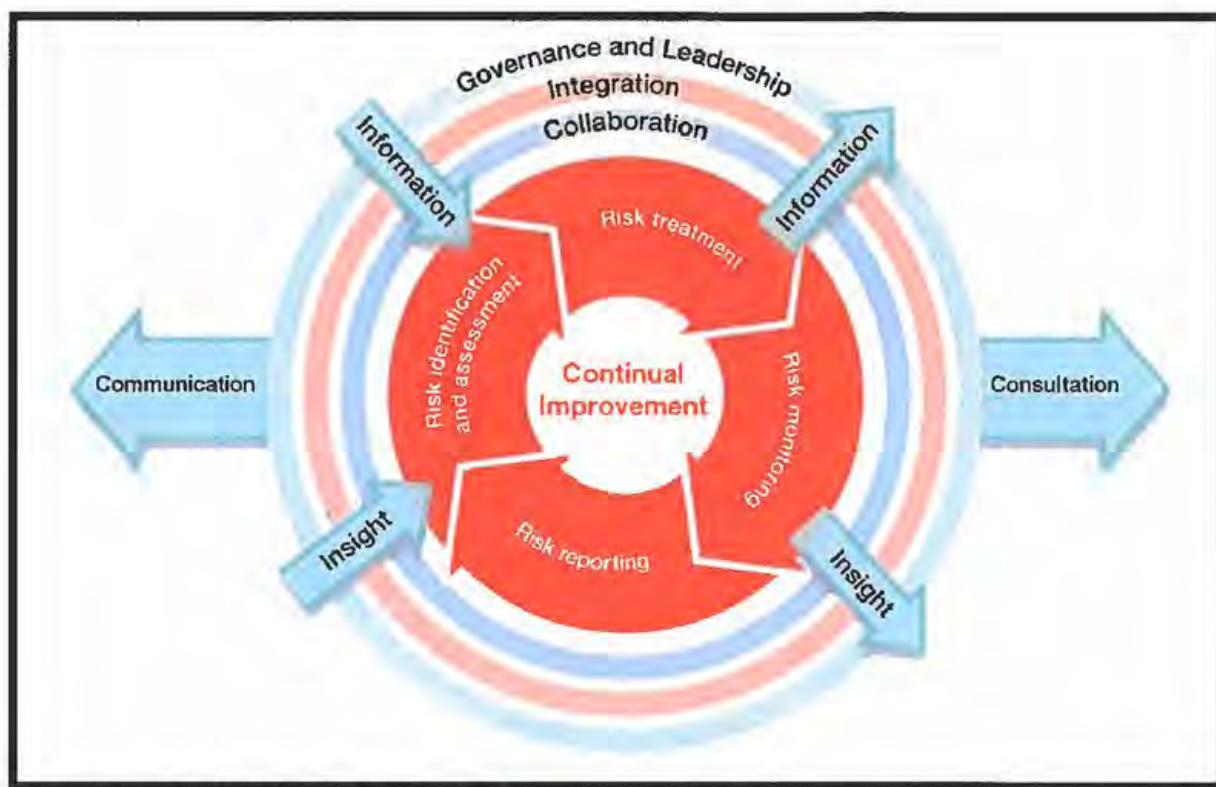 Governance and Leadership
Integration
Collaboration
Information
Information
Risk treatment
Risk identification
and assessment
Continual
Improvement
Risk monitoring
Communication
Consultation
Insight
Risk reporting
Insight